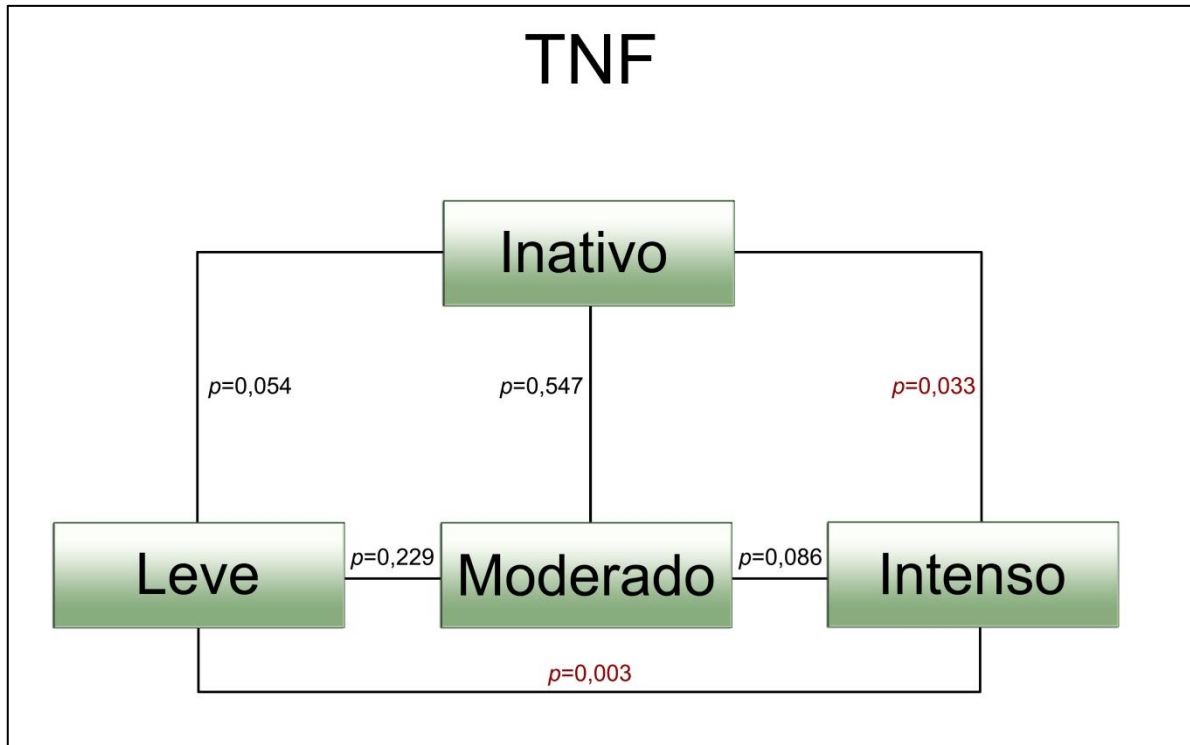 TNF
Inativo
p=0,054
p=0,547
p=0,033
Leve
p=0,229
Moderado
p=0,086
Intenso
p=0,003